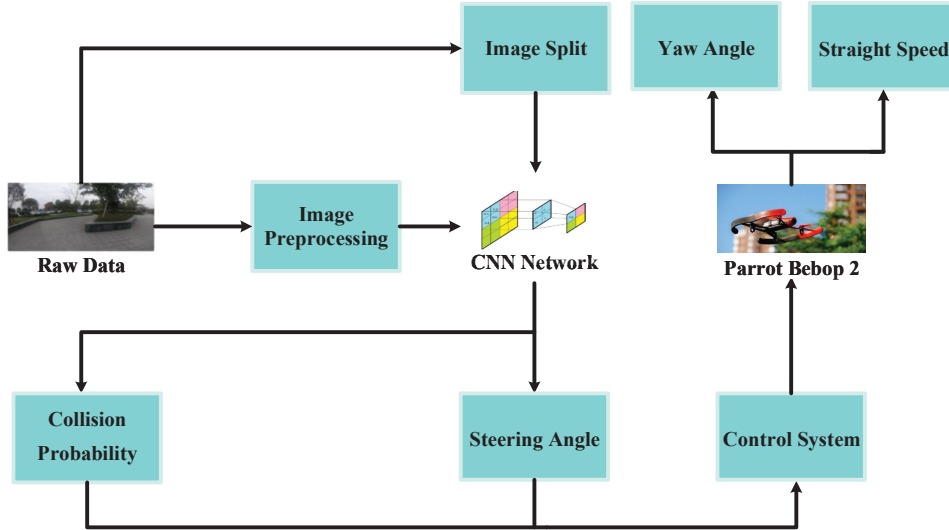 Image Split
Yaw Angle
Straight Speed
Image
Preprocessing
Raw Data
CNN Network
Parrot Bebop 2
Collision
Probability
Steering Angle
Control System